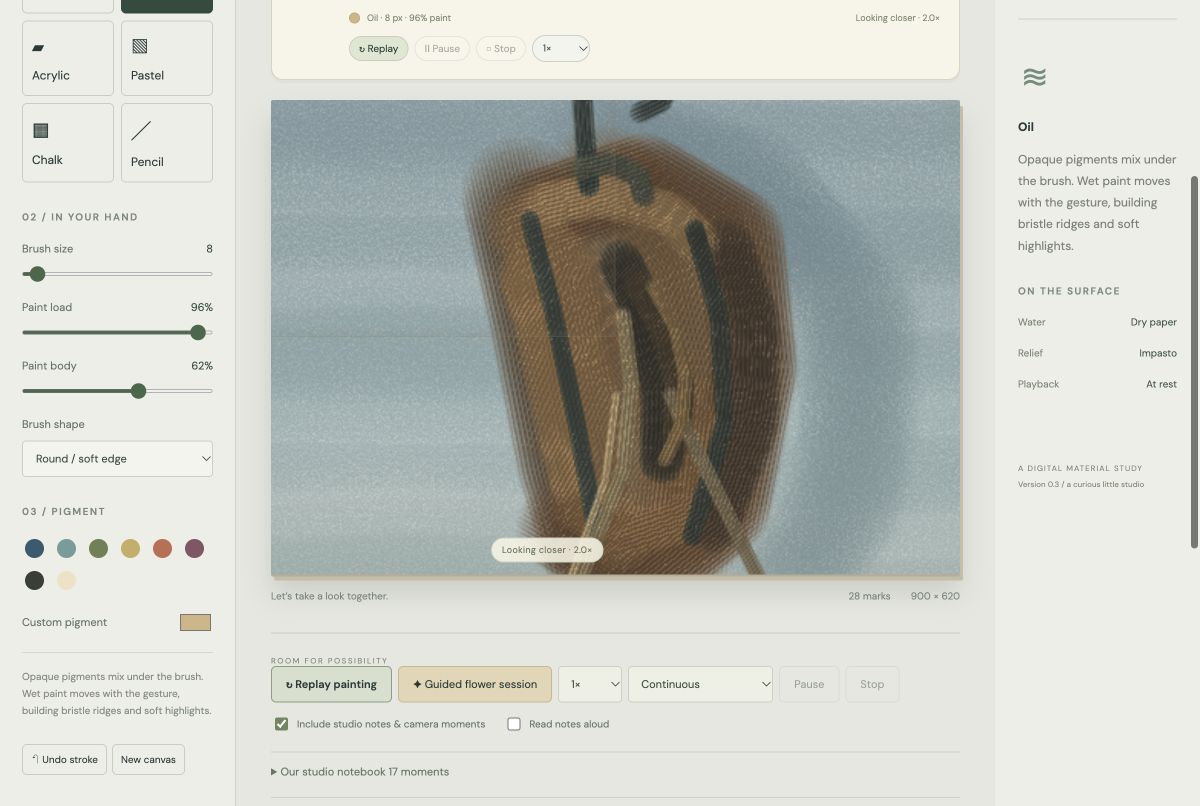 Acrylic
Pastel
Chalk
Pencil
02 / IN YOUR HAND
Brush size 8
Paint load 96%
Paint body 62%
Brush shape
Round / soft edge
03 / PIGMENT
Custom pigment
Opaque pigments mix under the brush.
Wet paint moves with the gesture,
building bristle ridges and soft highlights.
Undo stroke
New canvas
Oil · 8 px · 96% paint
Looking closer · 2.0×
↻ Replay
II Pause
□ Stop
1×
Looking closer · 2.0×
Let's take a look together.
28 marks
900 × 620
ROOM FOR POSSIBILITY
↻ Replay painting
✦ Guided flower session
1×
Continuous
Pause
Stop
Include studio notes & camera moments
Read notes aloud
▶ Our studio notebook 17 moments
Oil
Opaque pigments mix under
the brush. Wet paint moves
with the gesture, building
bristle ridges and soft
highlights.
ON THE SURFACE
Water Dry paper
Relief Impasto
Playback At rest
A DIGITAL MATERIAL STUDY
Version 0.3 / a curious little studio